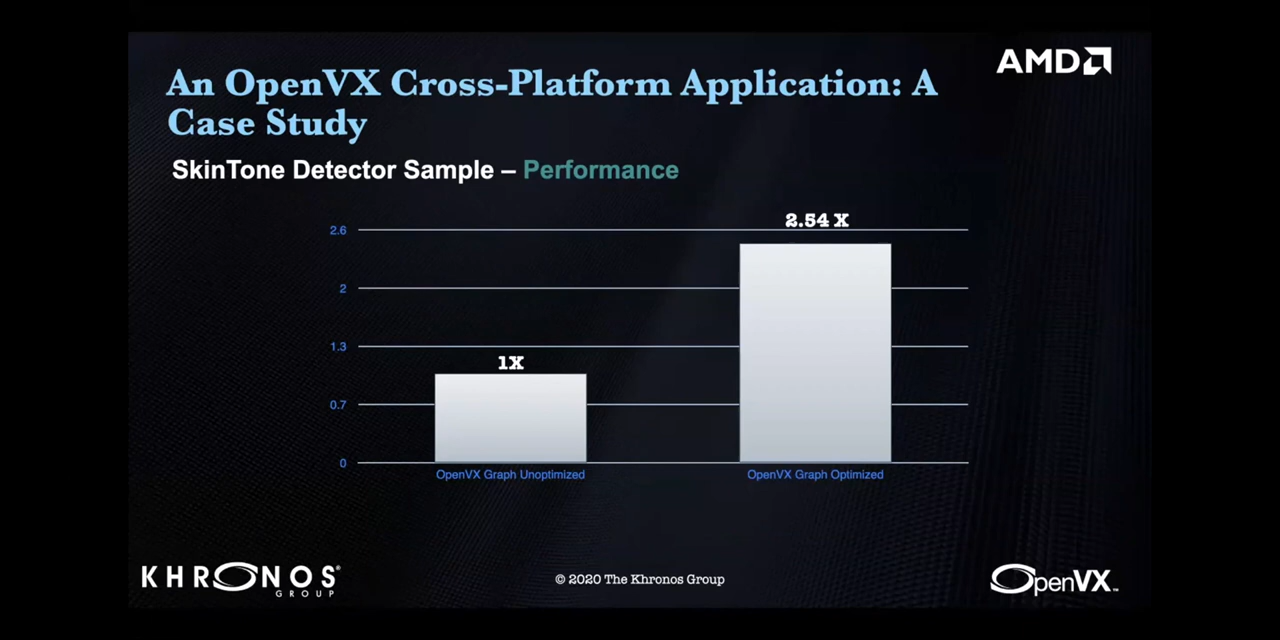 AMD
An OpenVX Cross-Platform Application: A
Case Study
SkinTone Detector Sample – Performance
2.54 X
2.6
2
1.3
1X
0.7
0
OpenVX Graph Unoptimized
OpenVX Graph Optimized
KHRONOS®
GROUP
© 2020 The Khronos Group
OpenVX™